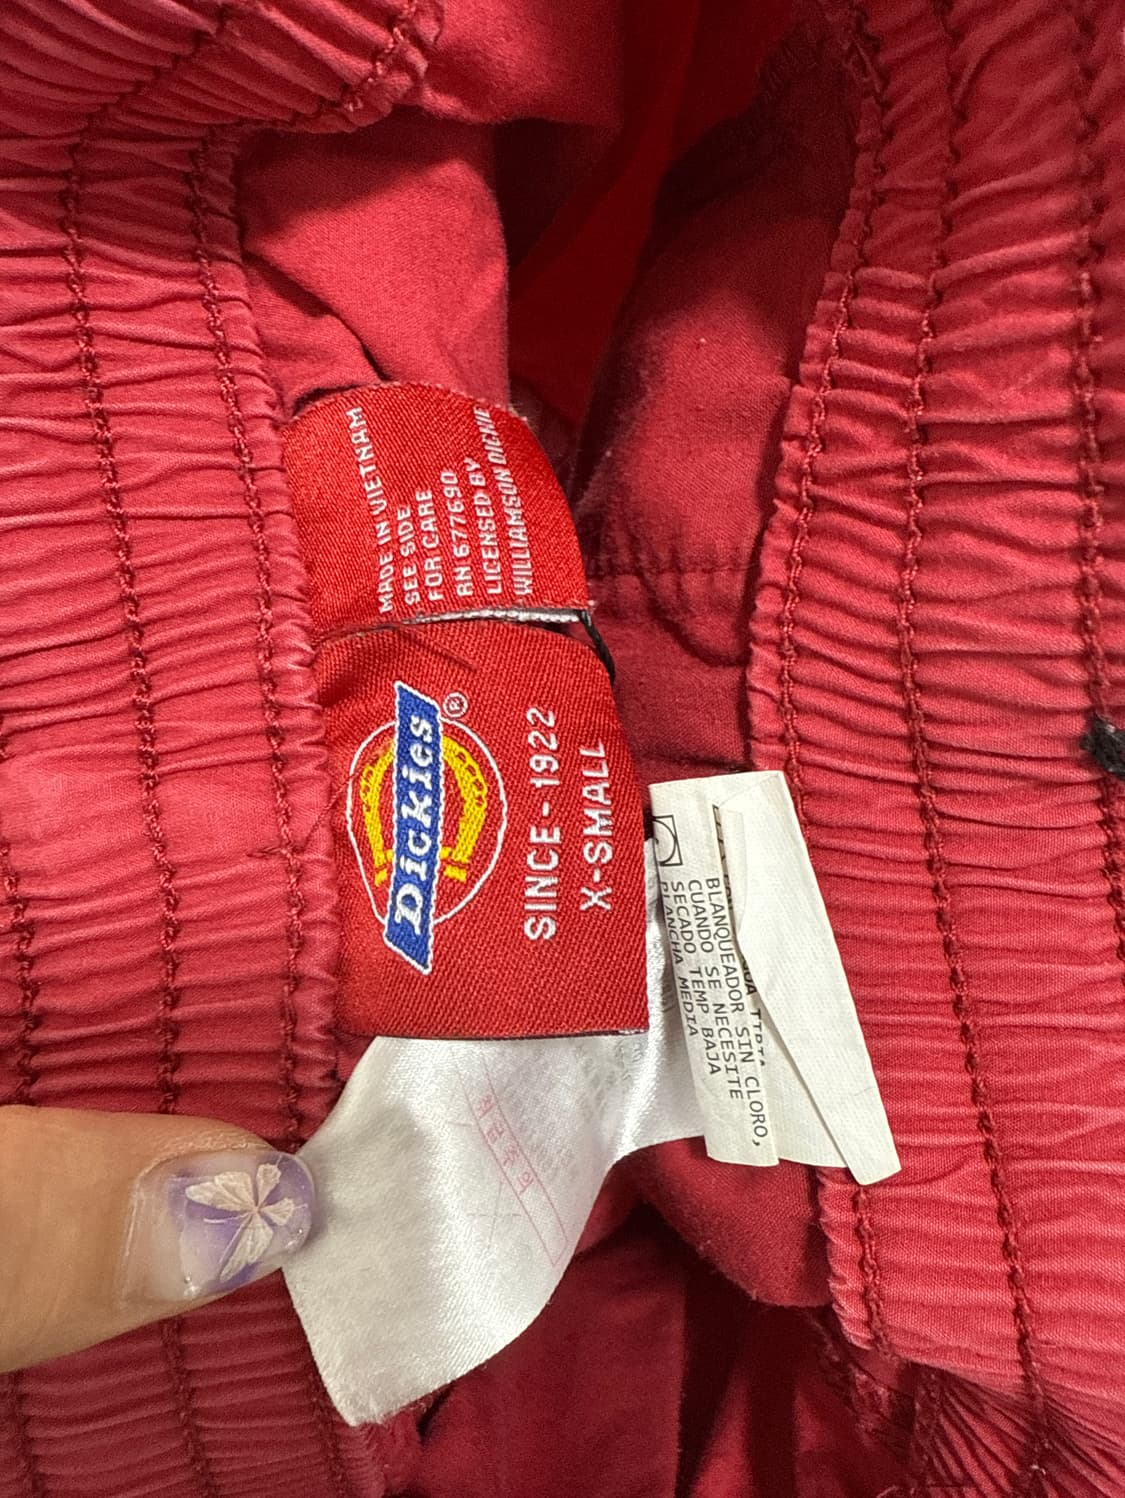 MADE IN VIETNAM
SEE SIDE
FOR CARE
RN 677690
LICENSED BY
WILLIAMSON DICKIE
Dickies®
SINCE-1922
X-SMALL
BLANQUEADOR SIN CLORO,
CUANDO SE NECESITE
SECADO TEMP BAJA
PLANCHA MEDIA